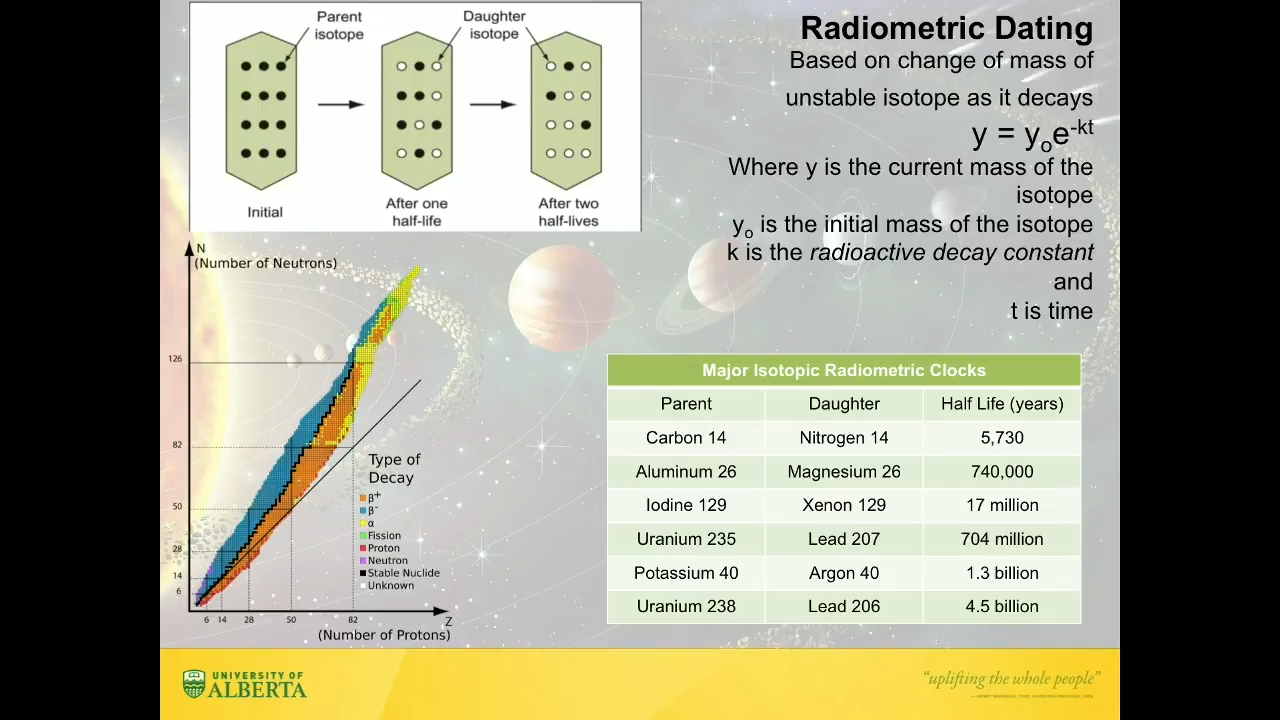 Parent
isotope
Daughter
isotope
Initial
After one
half-life
After two
half-lives
Radiometric Dating
Based on change of mass of
unstable isotope as it decays
y = yₒe⁻ᵏᵗ
Where y is the current mass of the
isotope
yₒ is the initial mass of the isotope
k is the radioactive decay constant
and
t is time
N
(Number of Neutrons)
126
82
50
28
14
6
6 14 28 50 82 Z
(Number of Protons)
Type of
Decay
β⁺
β⁻
α
Fission
Proton
Neutron
Stable Nuclide
Unknown
Major Isotopic Radiometric Clocks
Parent Daughter Half Life (years)
Carbon 14 Nitrogen 14 5,730
Aluminum 26 Magnesium 26 740,000
Iodine 129 Xenon 129 17 million
Uranium 235 Lead 207 704 million
Potassium 40 Argon 40 1.3 billion
Uranium 238 Lead 206 4.5 billion
UNIVERSITY OF
ALBERTA
“uplifting the whole people”